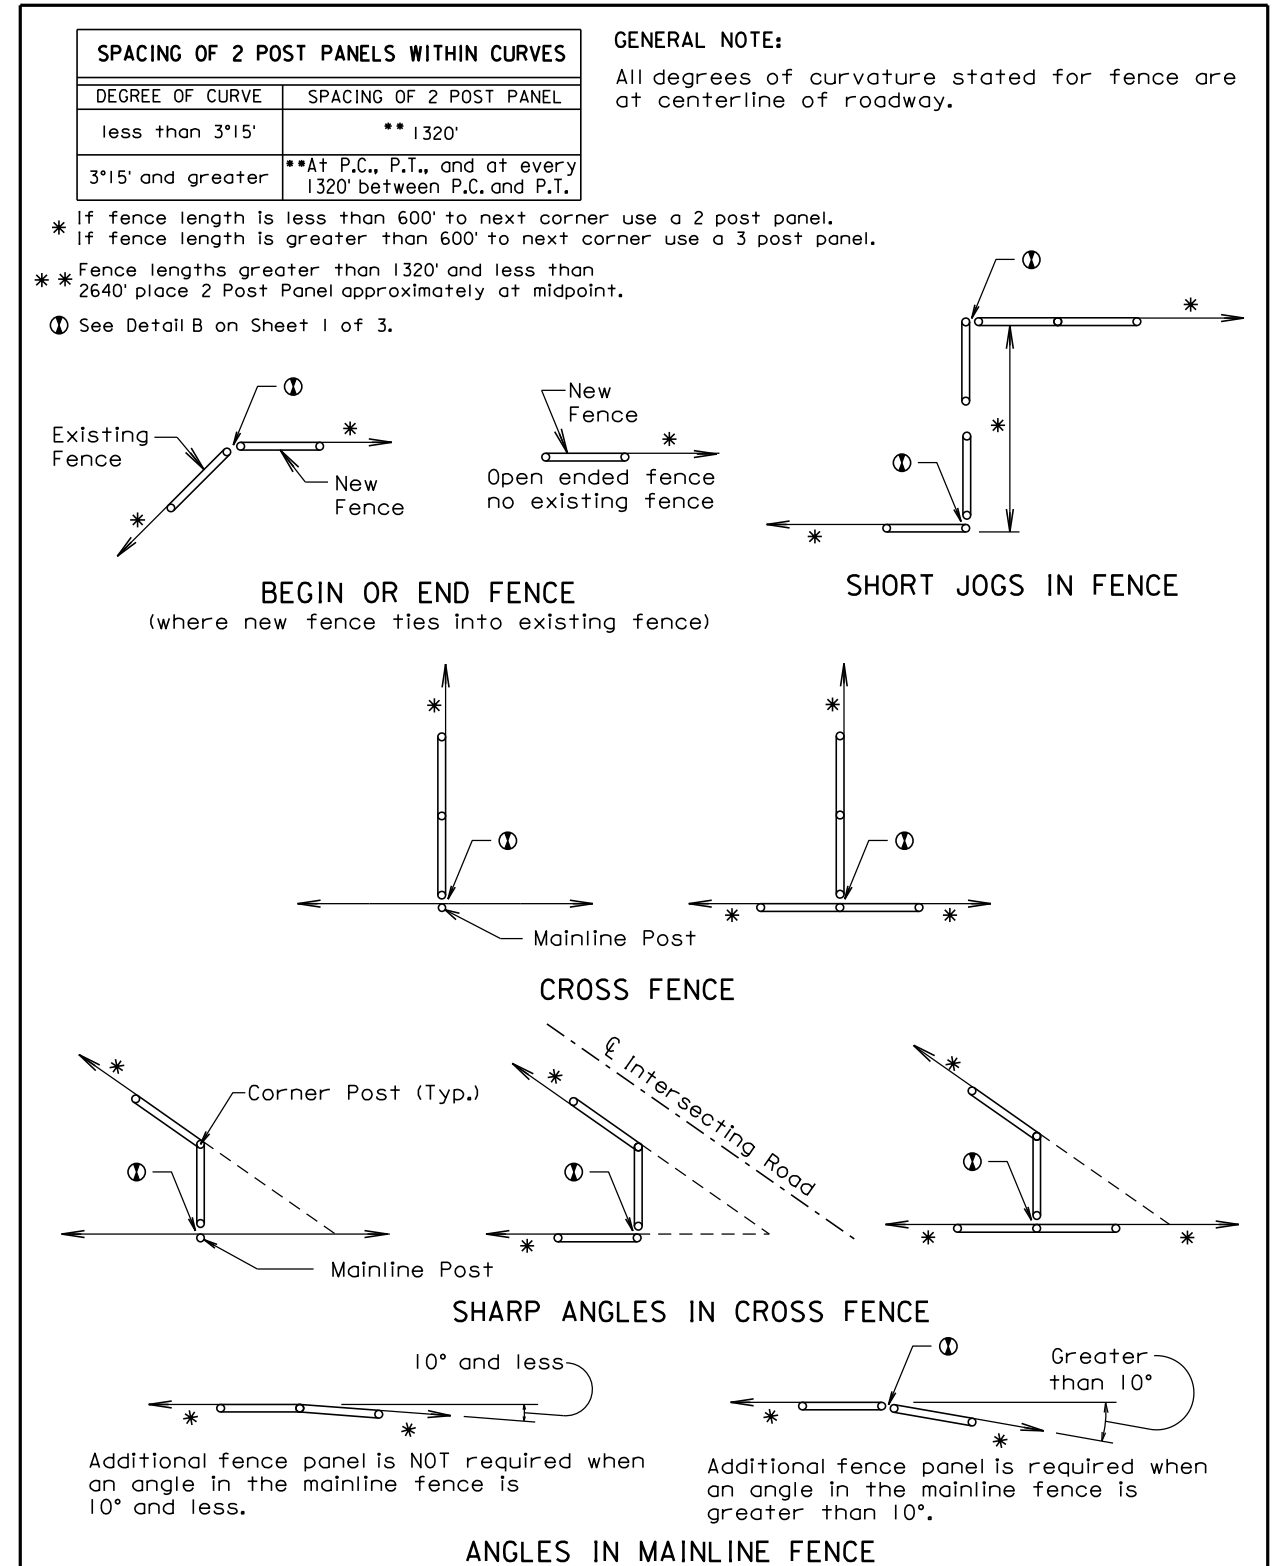 SPACING OF 2 POST PANELS WITHIN CURVES
DEGREE OF CURVE SPACING OF 2 POST PANEL
less than 3°15' ** 1320'
3°15' and greater **At P.C., P.T., and at every
1320' between P.C. and P.T.
GENERAL NOTE:
All degrees of curvature stated for fence are
at centerline of roadway.
* If fence length is less than 600' to next corner use a 2 post panel.
If fence length is greater than 600' to next corner use a 3 post panel.
** Fence lengths greater than 1320' and less than
2640' place 2 Post Panel approximately at midpoint.
See Detail B on Sheet 1 of 3.
Existing
Fence
*
*
New
Fence
New
Fence
*
Open ended fence
no existing fence
BEGIN OR END FENCE
(where new fence ties into existing fence)
*
*
*
SHORT JOGS IN FENCE
*
Mainline Post
*
*
*
CROSS FENCE
*
Corner Post (Typ.)
Mainline Post
*
*
℄ Intersecting Road
*
*
*
SHARP ANGLES IN CROSS FENCE
10° and less
*
*
Additional fence panel is NOT required when
an angle in the mainline fence is
10° and less.
Greater
than 10°
*
*
Additional fence panel is required when
an angle in the mainline fence is
greater than 10°.
ANGLES IN MAINLINE FENCE